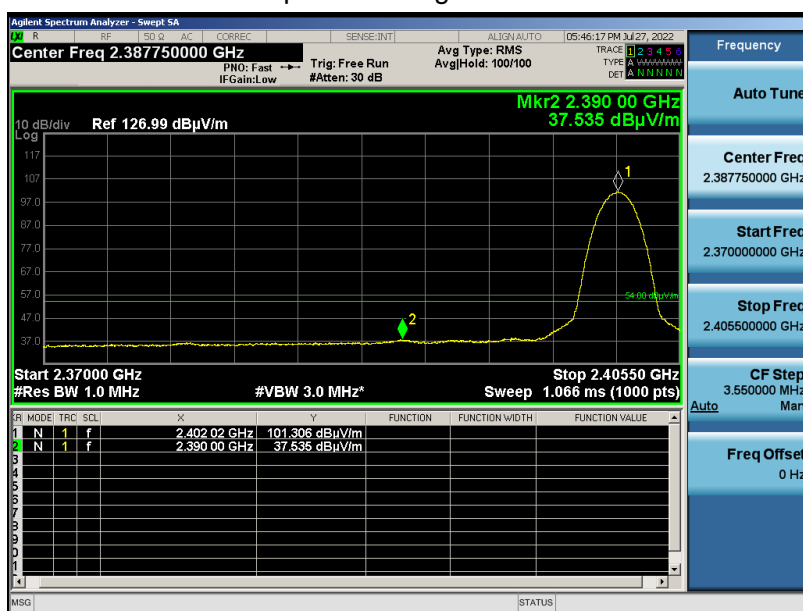 Agilent Spectrum Analyzer - Swept SA
LXI R RF 50 Ω AC CORREC SENSE:INT ALIGN AUTO 05:46:17 PM Jul 27, 2022
Center Freq 2.387750000 GHz
PNO: Fast
IFGain:Low
Trig: Free Run
#Atten: 30 dB
Avg Type: RMS
Avg|Hold: 100/100
TRACE 1 2 3 4 5 6
TYPE A WWWWW
DET A N N N N N
Mkr2 2.390 00 GHz
37.535 dBµV/m
10 dB/div Ref 126.99 dBµV/m
Log
117
107
97.0
87.0
77.0
67.0
57.0
47.0
37.0
1
2
54.00 dBµV/m
Start 2.37000 GHz Stop 2.40550 GHz
#Res BW 1.0 MHz #VBW 3.0 MHz* Sweep 1.066 ms (1000 pts)
MODE TRC SCL X Y FUNCTION FUNCTION WIDTH FUNCTION VALUE
1 N 1 f 2.402 02 GHz 101.306 dBµV/m
2 N 1 f 2.390 00 GHz 37.535 dBµV/m
3
4
5
6
7
8
9
MSG STATUS
Frequency
Auto Tune
Center Freq
2.387750000 GHz
Start Freq
2.370000000 GHz
Stop Freq
2.405500000 GHz
CF Step
3.550000 MHz
Auto Man
Freq Offset
0 Hz